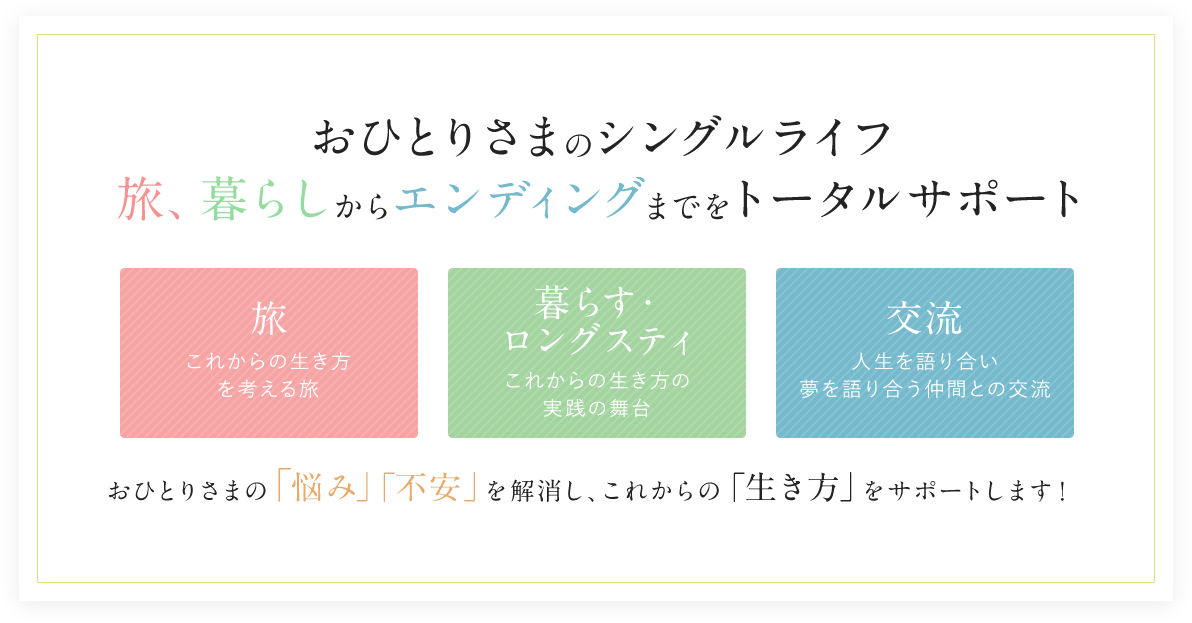 おひとりさまのシングルライフ
旅、暮らしからエンディングまでをトータルサポート
旅
これからの生き方
を考える旅
暮らす・
ロングスティ
これからの生き方の
実践の舞台
交流
人生を語り合い
夢を語り合う仲間との交流
おひとりさまの「悩み」「不安」を解消し、これからの「生き方」をサポートします！